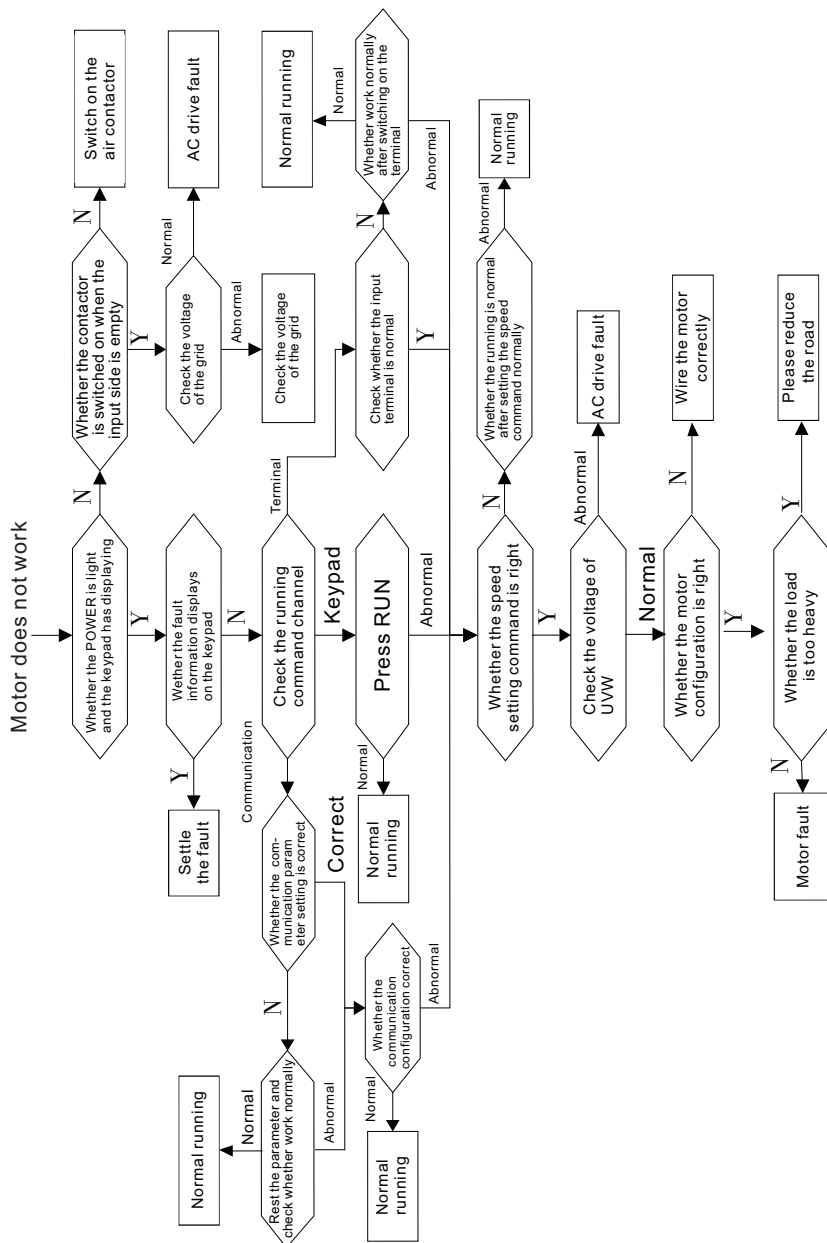 Motor does not work
Whether the POWER is light
and the keypad has displaying
N
Whether the contactor
is switched on when the
input side is empty
N
Switch on the
air contactor
Y
Y
Check the voltage
of the grid
Normal
AC drive fault
Abnormal
Check the voltage
of the grid
Wether the fault
information displays
on the keypad
Y
Settle
the fault
N
Check the running
command channel
Communication
Whether the com-
munication param
eter setting is correct
N
Rest the parameter and
check whether work normally
Normal
Normal running
Abnormal
Correct
Whether the
communication
configuration correct
Normal
Normal
running
Abnormal
Keypad
Press RUN
Normal
Normal
running
Abnormal
Terminal
Check whether the input
terminal is normal
N
Whether work normally
after switching on the
terminal
Normal
Normal running
Abnormal
Y
Whether the speed
setting command is right
N
Whether the running is normal
after setting the speed
command normally
Abnormal
Normal
running
Y
Check the voltage of
UVW
Abnormal
AC drive fault
Normal
Whether the motor
configuration is right
N
Wire the motor
correctly
Y
Whether the load
is too heavy
Y
Please reduce
the road
N
Motor fault